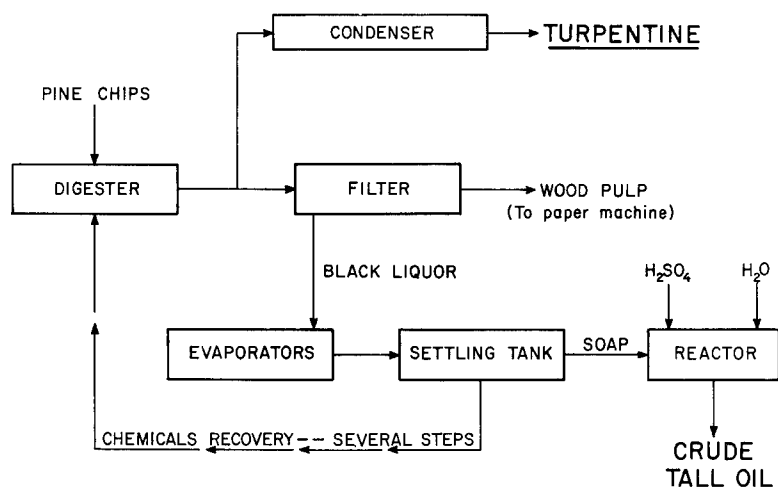 CONDENSER
TURPENTINE
PINE CHIPS
DIGESTER
FILTER
WOOD PULP
(To paper machine)
BLACK LIQUOR
H₂SO₄
H₂O
EVAPORATORS
SETTLING TANK
SOAP
REACTOR
CHEMICALS RECOVERY-- SEVERAL STEPS
CRUDE
TALL OIL